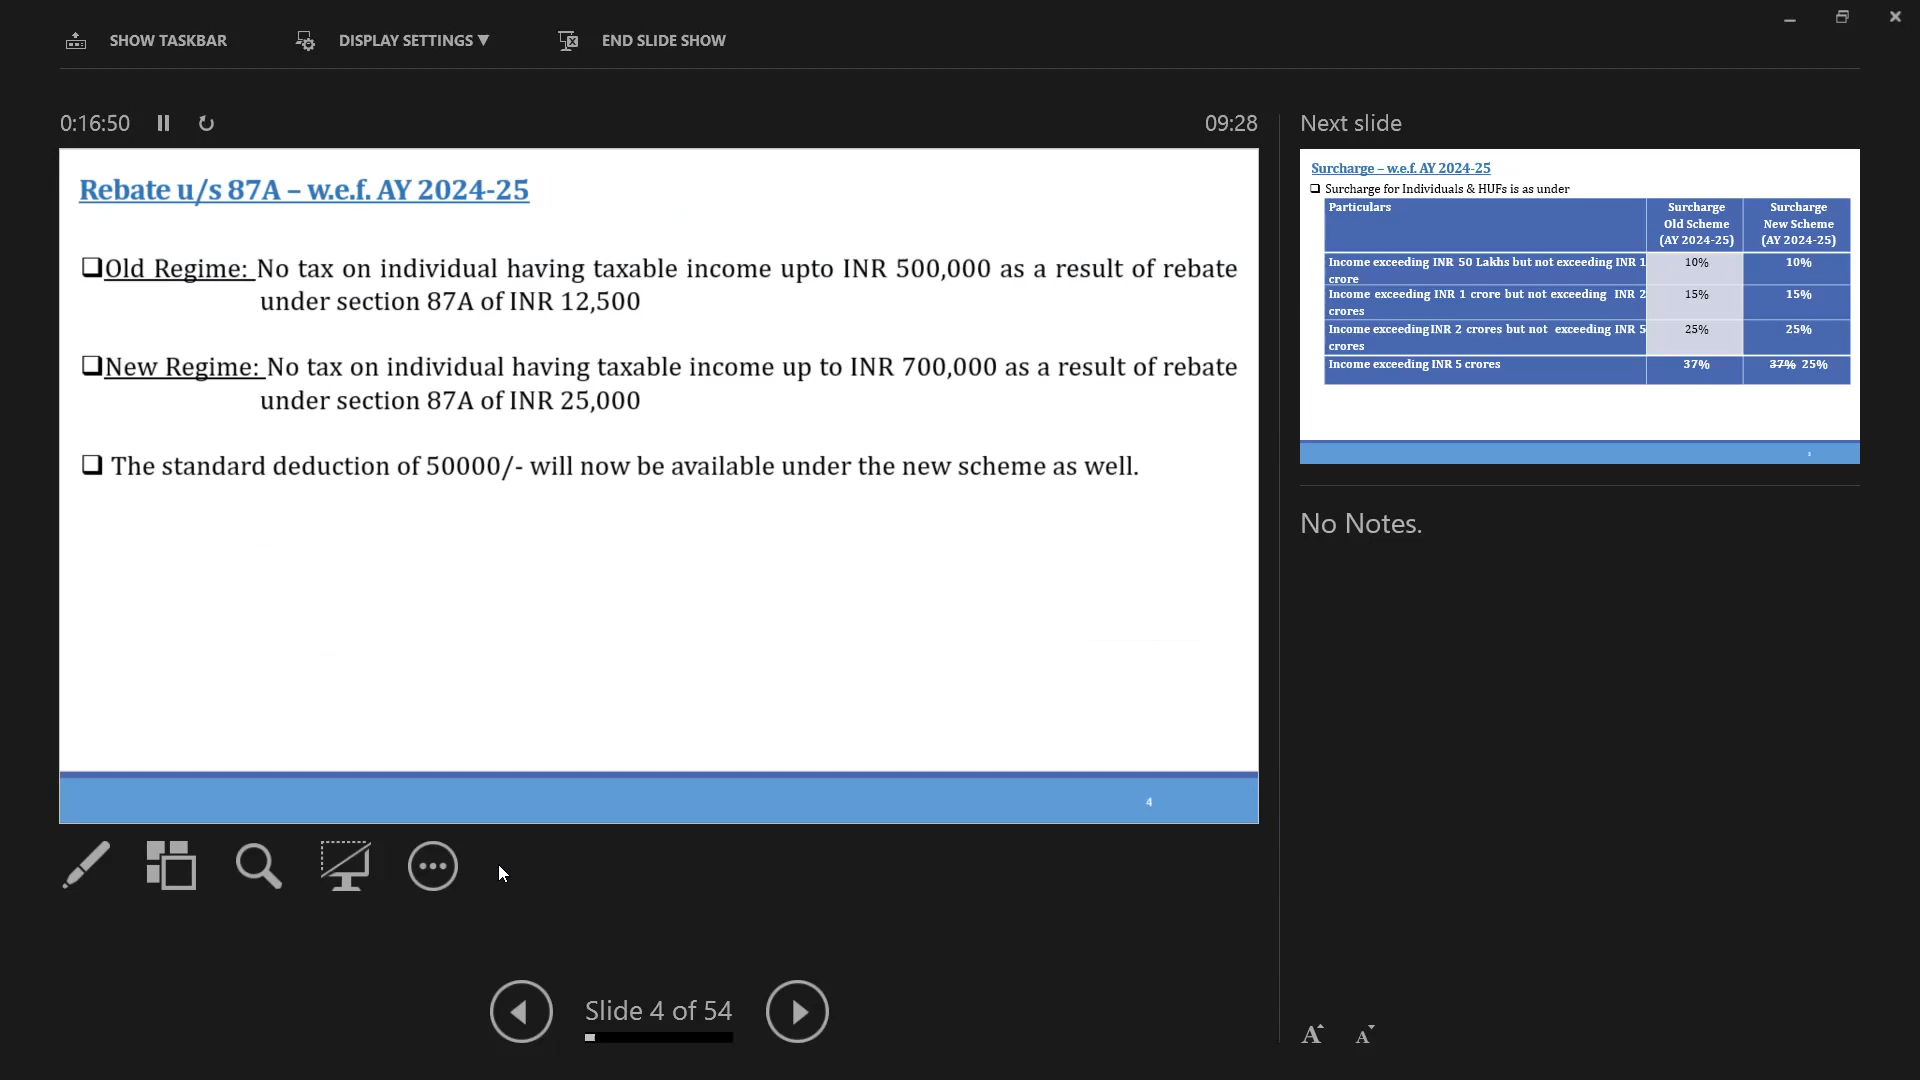 SHOW TASKBAR
DISPLAY SETTINGS ▼
END SLIDE SHOW
0:16:50
09:28
Rebate u/s 87A – w.e.f. AY 2024-25
❑Old Regime: No tax on individual having taxable income upto INR 500,000 as a result of rebate
under section 87A of INR 12,500
❑New Regime: No tax on individual having taxable income up to INR 700,000 as a result of rebate
under section 87A of INR 25,000
❑ The standard deduction of 50000/- will now be available under the new scheme as well.
4
Slide 4 of 54
Next slide
Surcharge – w.e.f. AY 2024-25
❑ Surcharge for Individuals & HUFs is as under
Particulars
Surcharge
Old Scheme
(AY 2024-25)
Surcharge
New Scheme
(AY 2024-25)
Income exceeding INR 50 Lakhs but not exceeding INR 1
crore
10%
10%
Income exceeding INR 1 crore but not exceeding INR 2
crores
15%
15%
Income exceeding INR 2 crores but not exceeding INR 5
crores
25%
25%
Income exceeding INR 5 crores
37%
37% 25%
No Notes.
A A